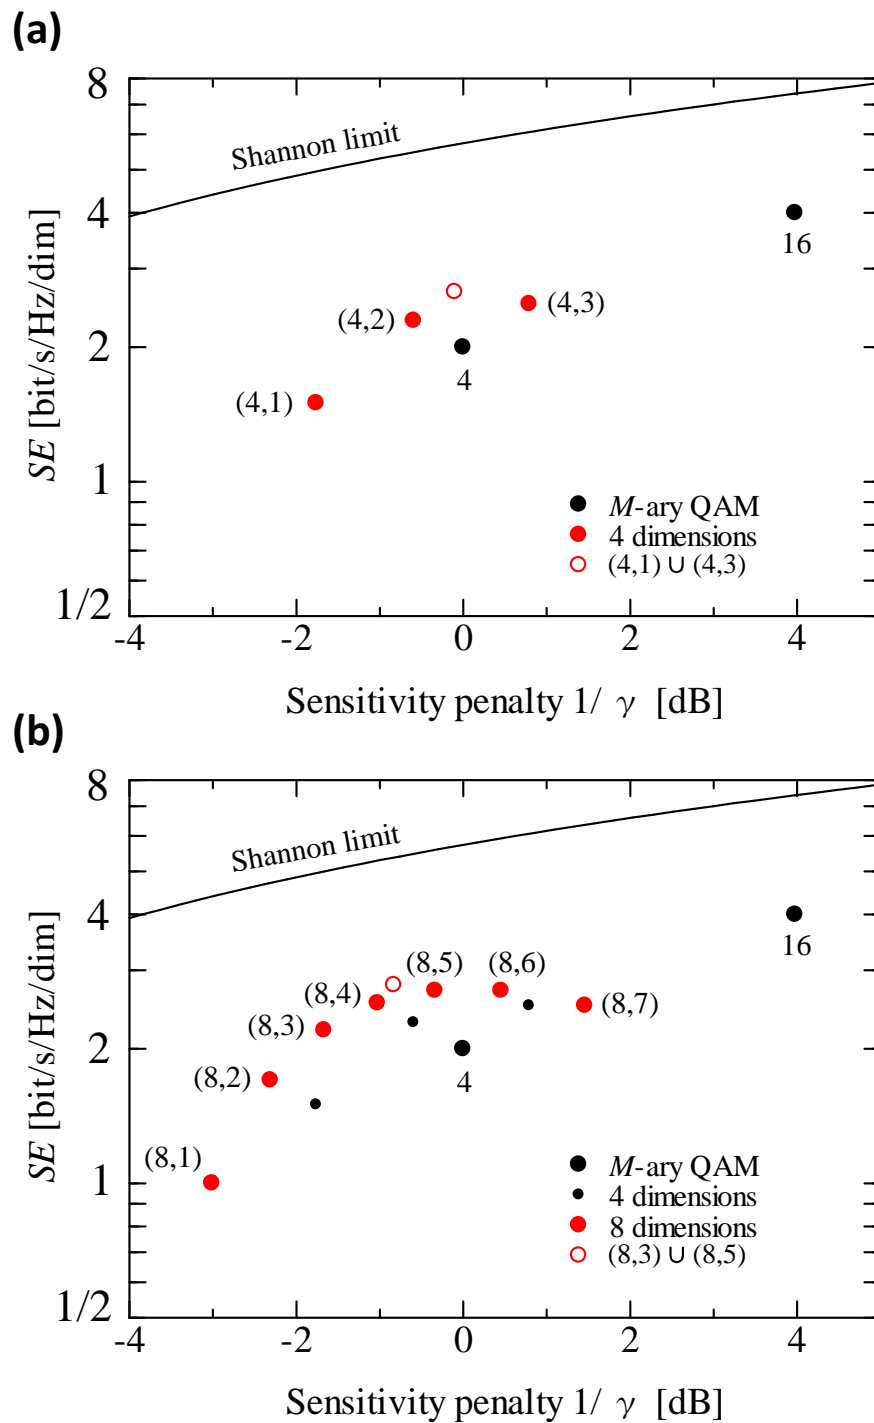 (a)
8
Shannon limit
4
16
(4,2)
(4,3)
2
4
(4,1)
SE [bit/s/Hz/dim]
1
M-ary QAM
4 dimensions
(4,1) ∪ (4,3)
1/2
-4 -2 0 2 4
Sensitivity penalty 1/ γ [dB]
(b)
8
Shannon limit
4
16
(8,5) (8,6)
(8,4)
(8,7)
(8,3)
2
4
(8,2)
SE [bit/s/Hz/dim]
(8,1)
1
M-ary QAM
4 dimensions
8 dimensions
(8,3) ∪ (8,5)
1/2
-4 -2 0 2 4
Sensitivity penalty 1/ γ [dB]